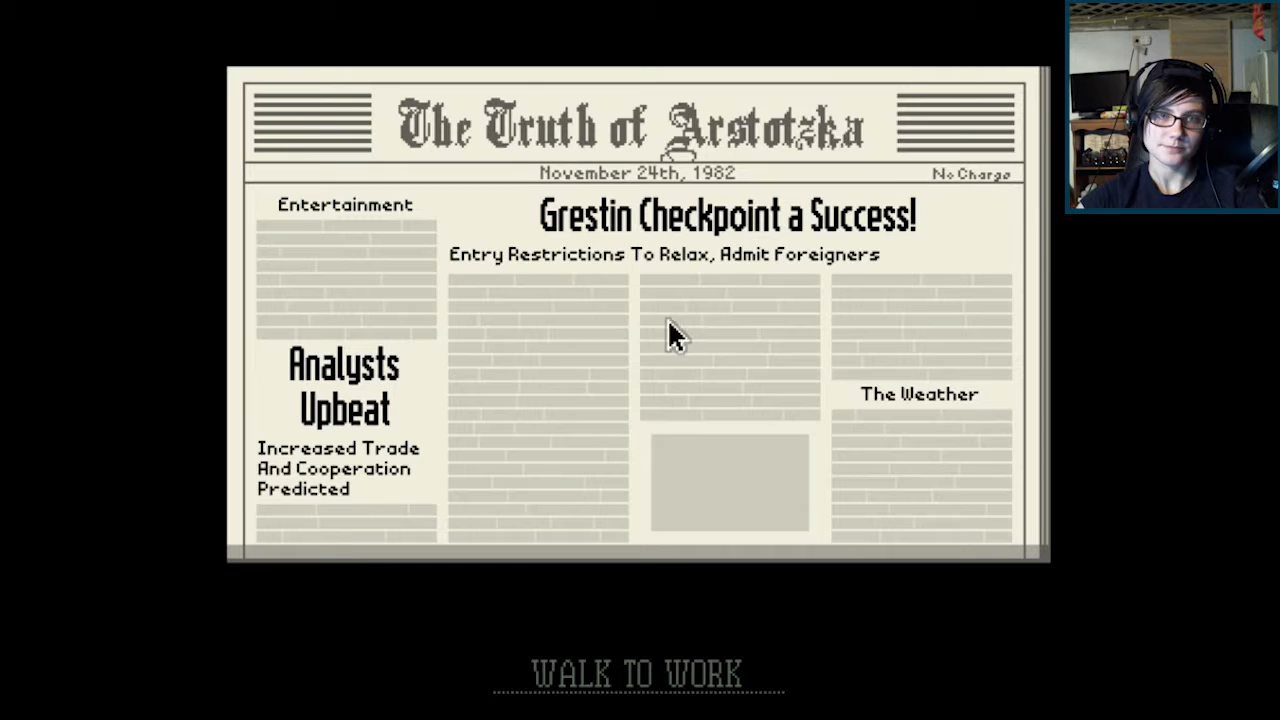 The Truth of Arstotzka
November 24th, 1982
No Charge
Entertainment
Analysts
Upbeat
Increased Trade
And Cooperation
Predicted
Grestin Checkpoint a Success!
Entry Restrictions To Relax, Admit Foreigners
The Weather
WALK TO WORK